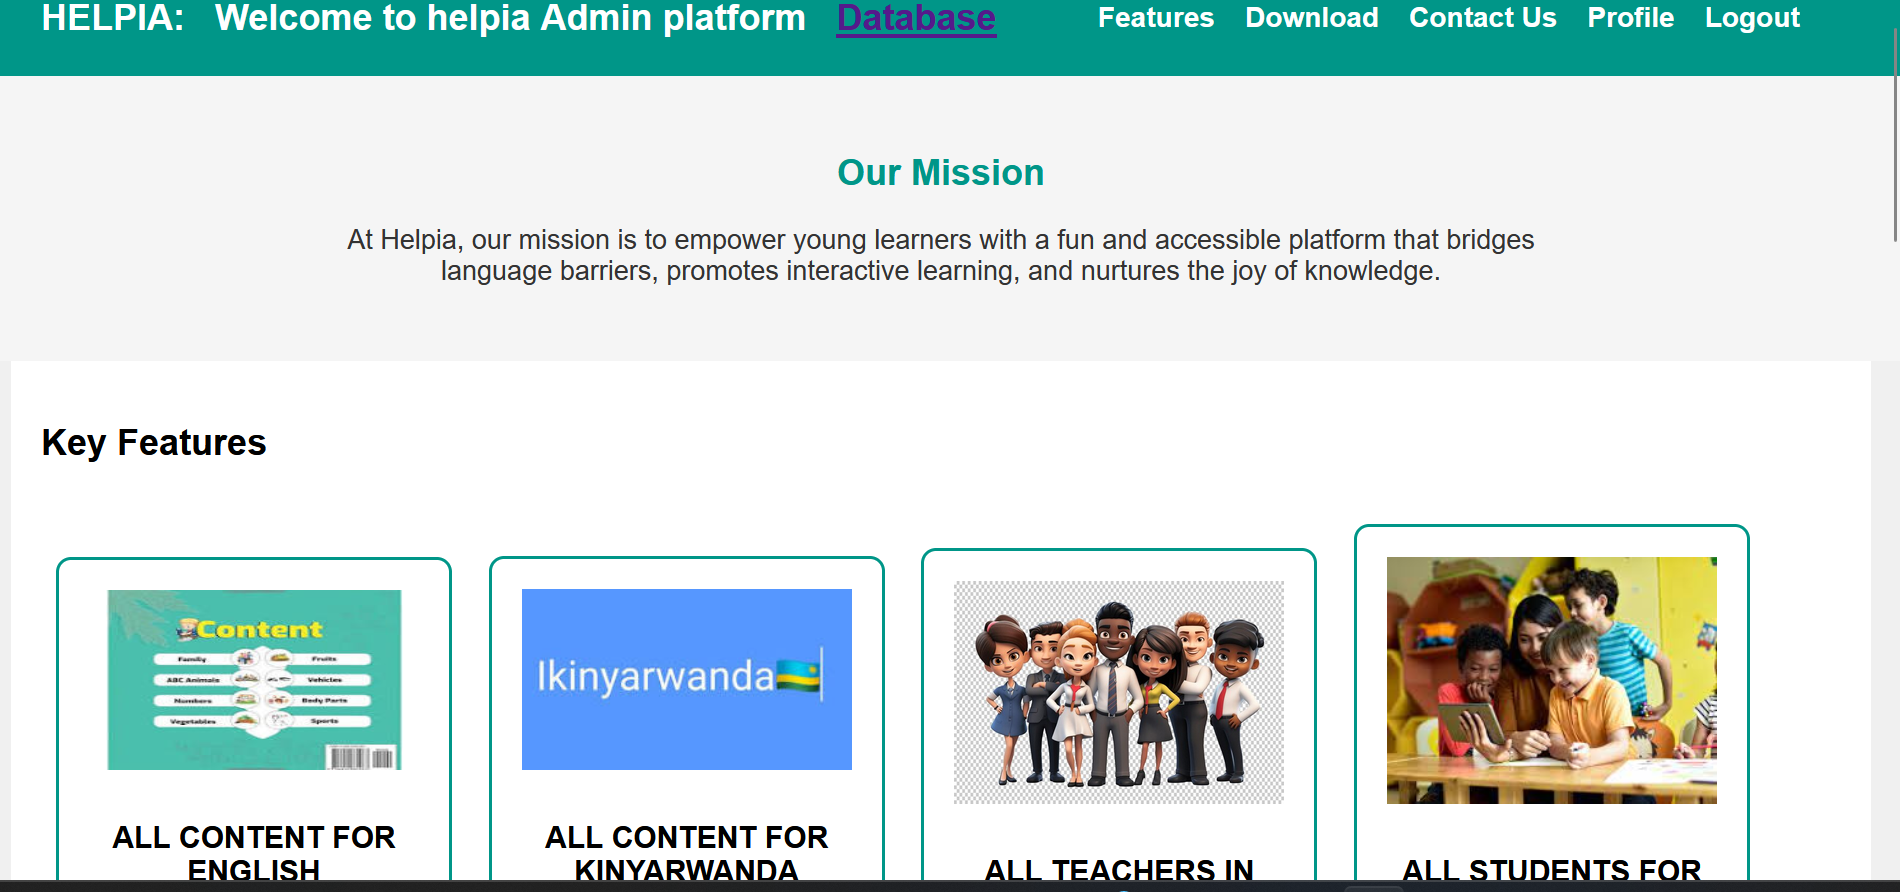 HELPIA: Welcome to helpia Admin platform Database Features Download Contact Us Profile Logout
Our Mission
At Helpia, our mission is to empower young learners with a fun and accessible platform that bridges
language barriers, promotes interactive learning, and nurtures the joy of knowledge.
Key Features
Content
Family Fruits
ABC Animals Vehicles
Numbers Body Parts
Vegetables Sports
ALL CONTENT FOR
ENGLISH
Ikinyarwanda
ALL CONTENT FOR
KINYARWANDA
ALL TEACHERS IN
ALL STUDENTS FOR